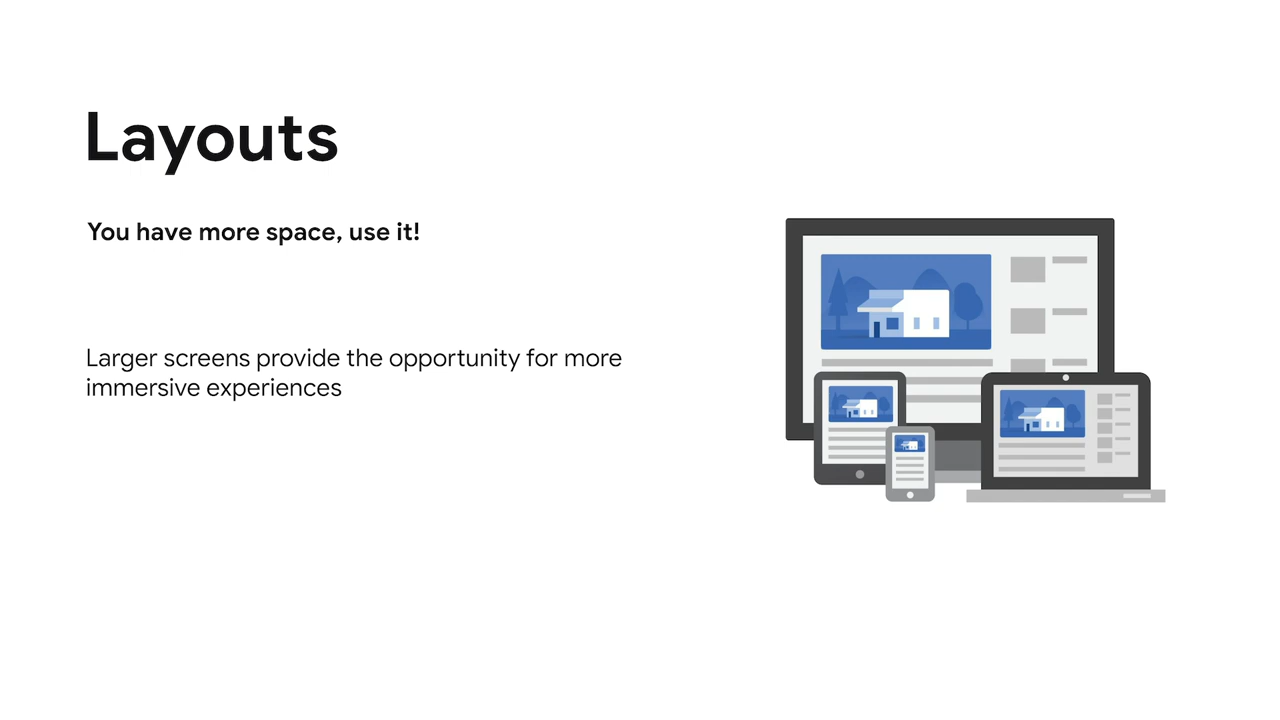 Layouts
You have more space, use it!
Larger screens provide the opportunity for more
immersive experiences